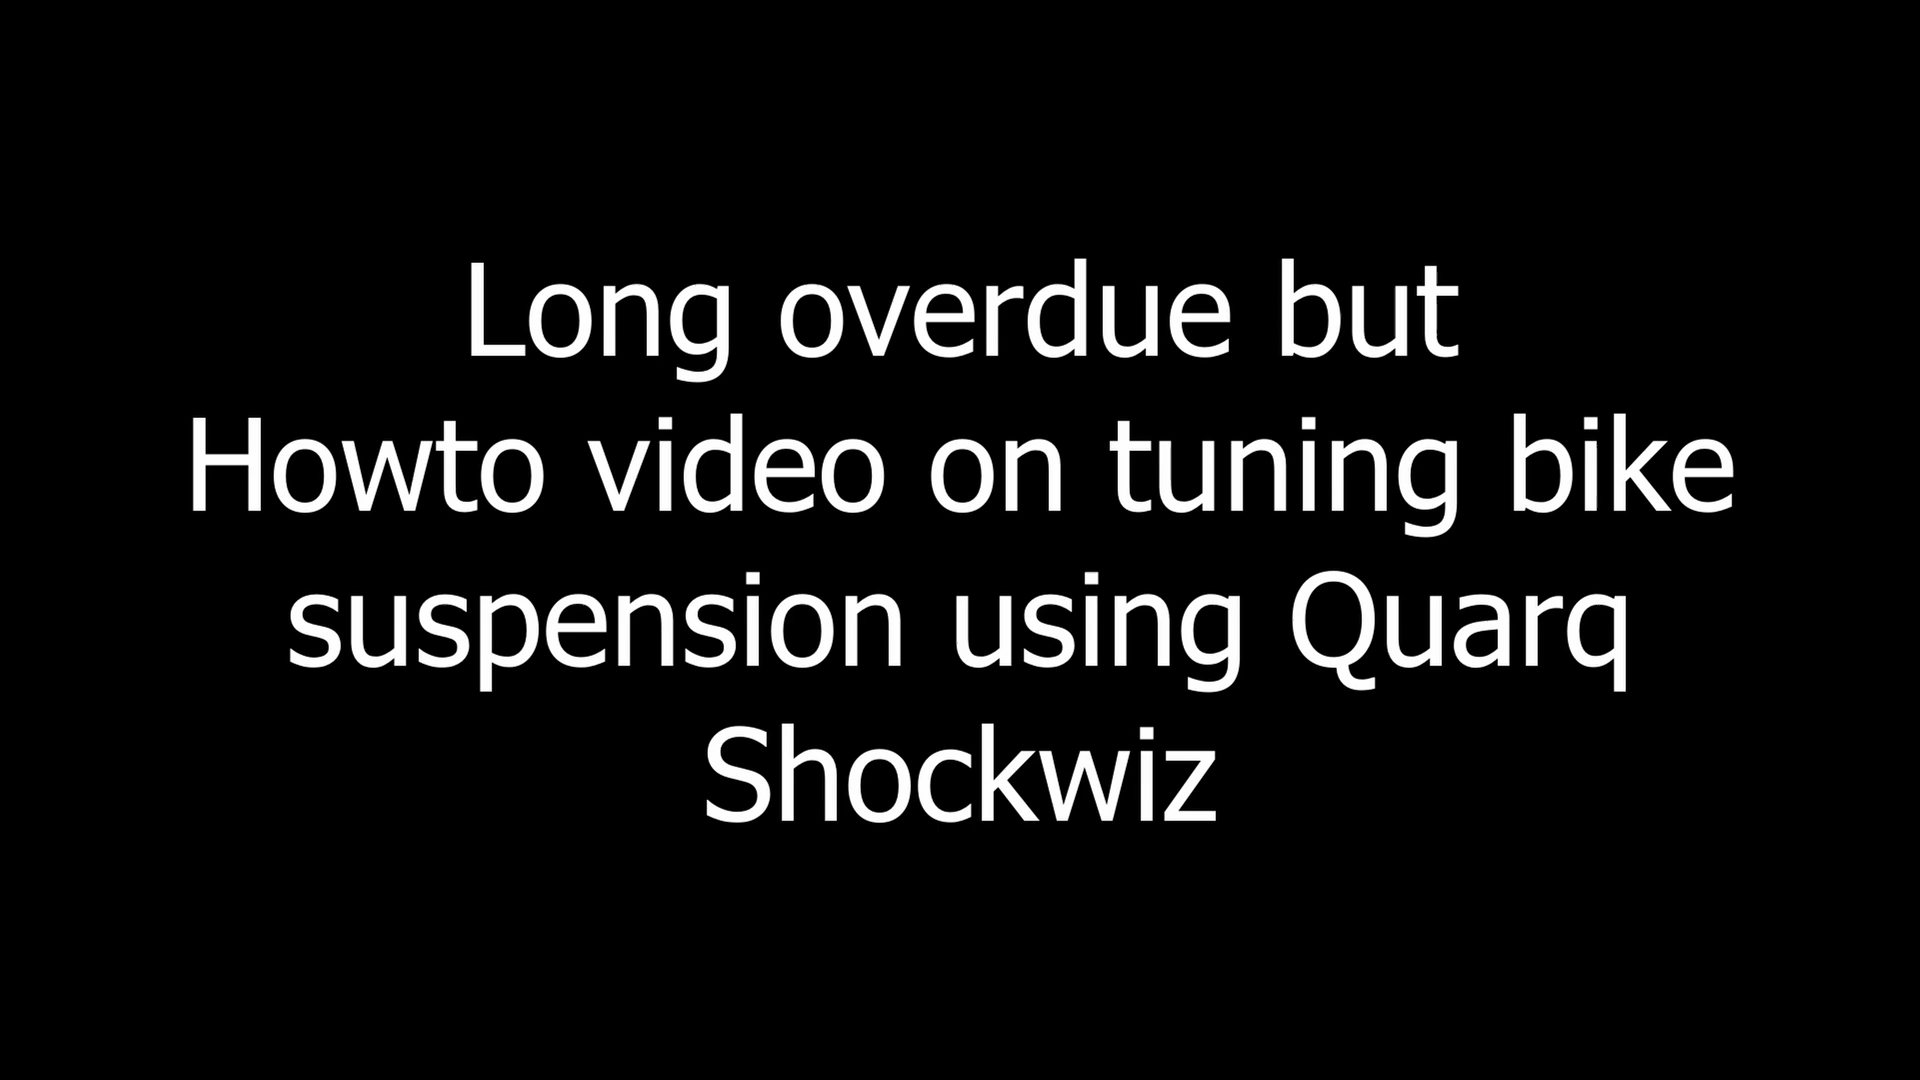 Long overdue but
Howto video on tuning bike
suspension using Quarq
Shockwiz